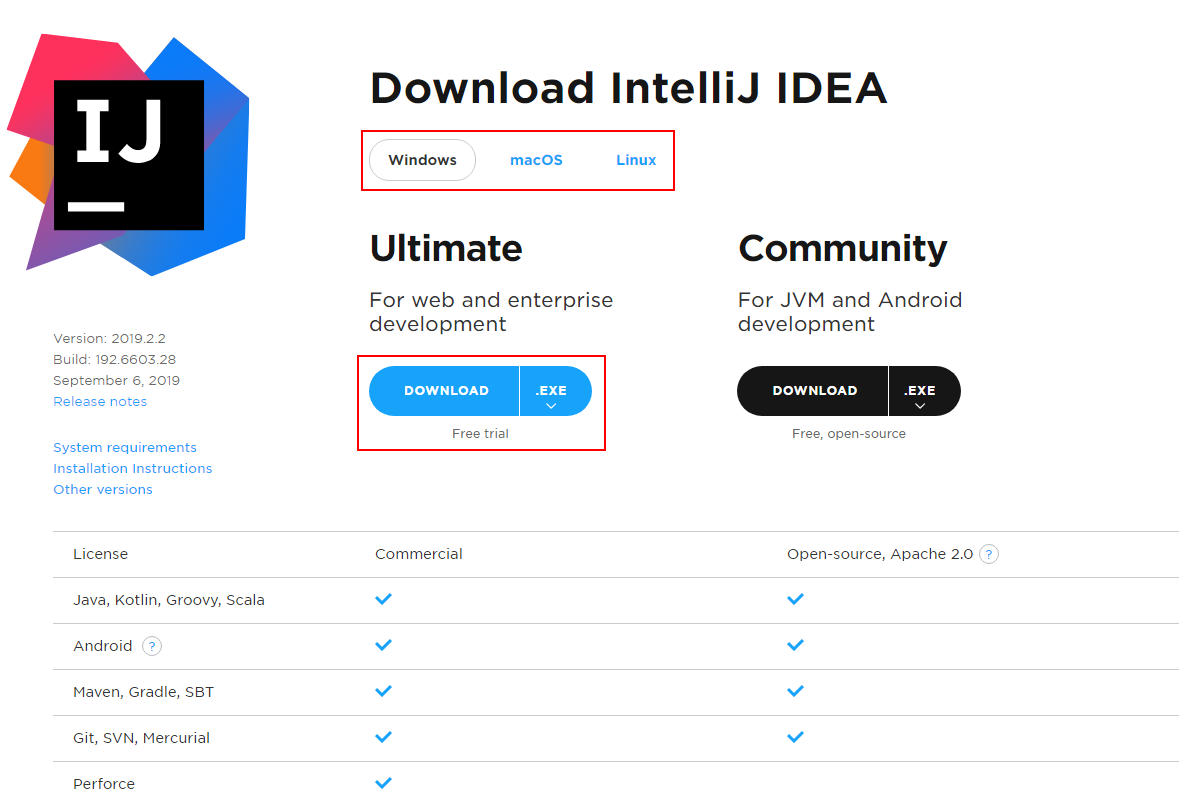 IJ
Download IntelliJ IDEA
Windows macOS Linux
Ultimate
For web and enterprise
development
DOWNLOAD .EXE
Free trial
Community
For JVM and Android
development
DOWNLOAD .EXE
Free, open-source
Version: 2019.2.2
Build: 192.6603.28
September 6, 2019
Release notes
System requirements
Installation Instructions
Other versions
License Commercial Open-source, Apache 2.0 ?
Java, Kotlin, Groovy, Scala
Android ?
Maven, Gradle, SBT
Git, SVN, Mercurial
Perforce